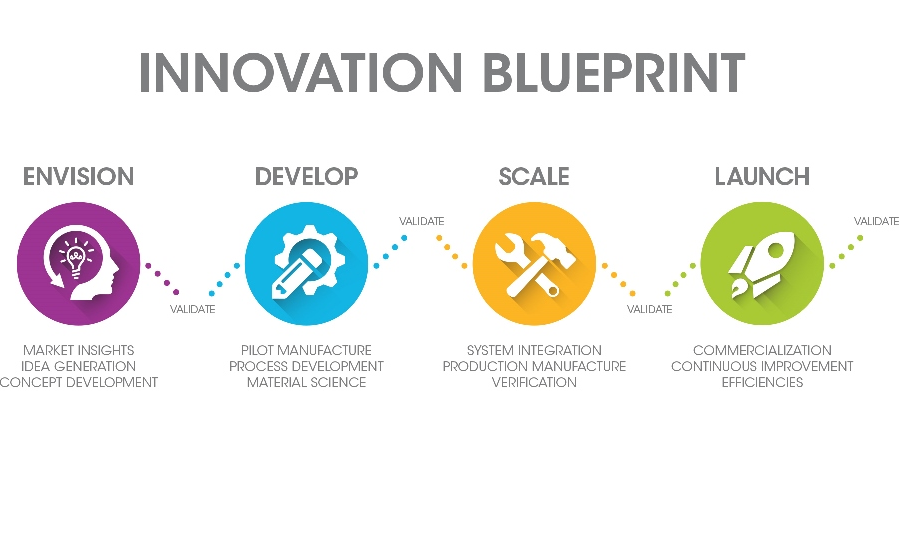 INNOVATION BLUEPRINT
ENVISION
MARKET INSIGHTS
IDEA GENERATION
CONCEPT DEVELOPMENT
VALIDATE
DEVELOP
PILOT MANUFACTURE
PROCESS DEVELOPMENT
MATERIAL SCIENCE
VALIDATE
SCALE
SYSTEM INTEGRATION
PRODUCTION MANUFACTURE
VERIFICATION
VALIDATE
LAUNCH
COMMERCIALIZATION
CONTINUOUS IMPROVEMENT
EFFICIENCIES
VALIDATE